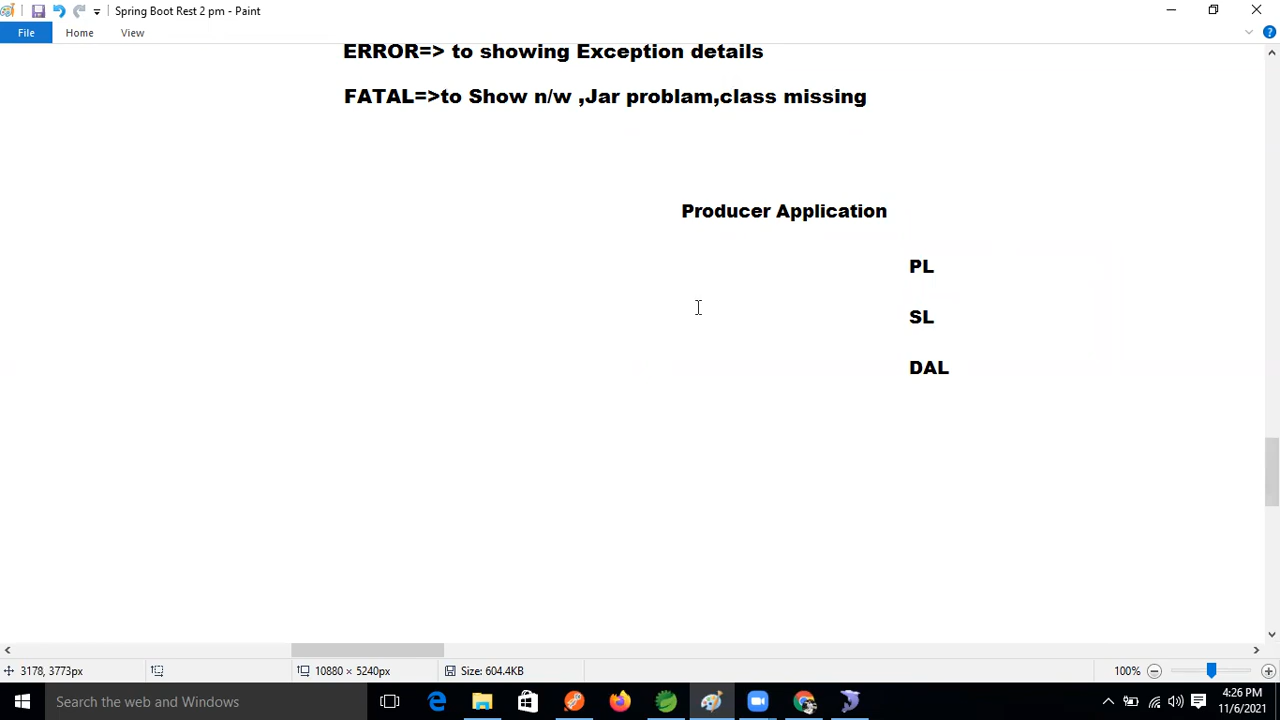 Spring Boot Rest 2 pm - Paint
File Home View
ERROR=> to showing Exception details
FATAL=>to Show n/w ,Jar problam,class missing
Producer Application
PL
SL
DAL
3178, 3773px
10880 × 5240px
Size: 604.4KB
100%
Search the web and Windows
4:26 PM
11/6/2021